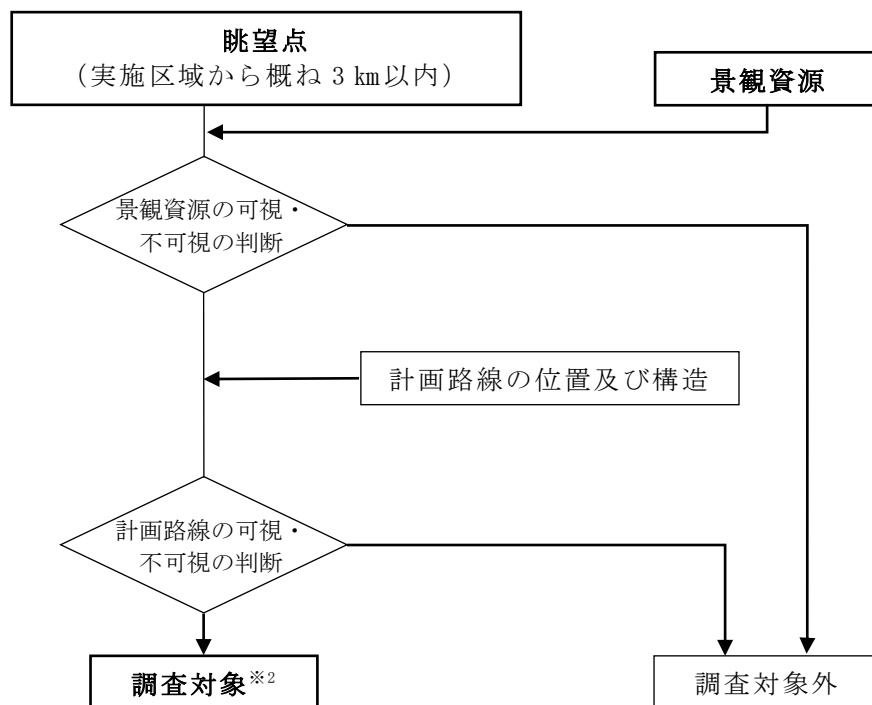 眺望点
（実施区域から概ね3㎞以内）
景観資源
景観資源の可視・
不可視の判断
計画路線の位置及び構造
計画路線の可視・
不可視の判断
調査対象※2
調査対象外